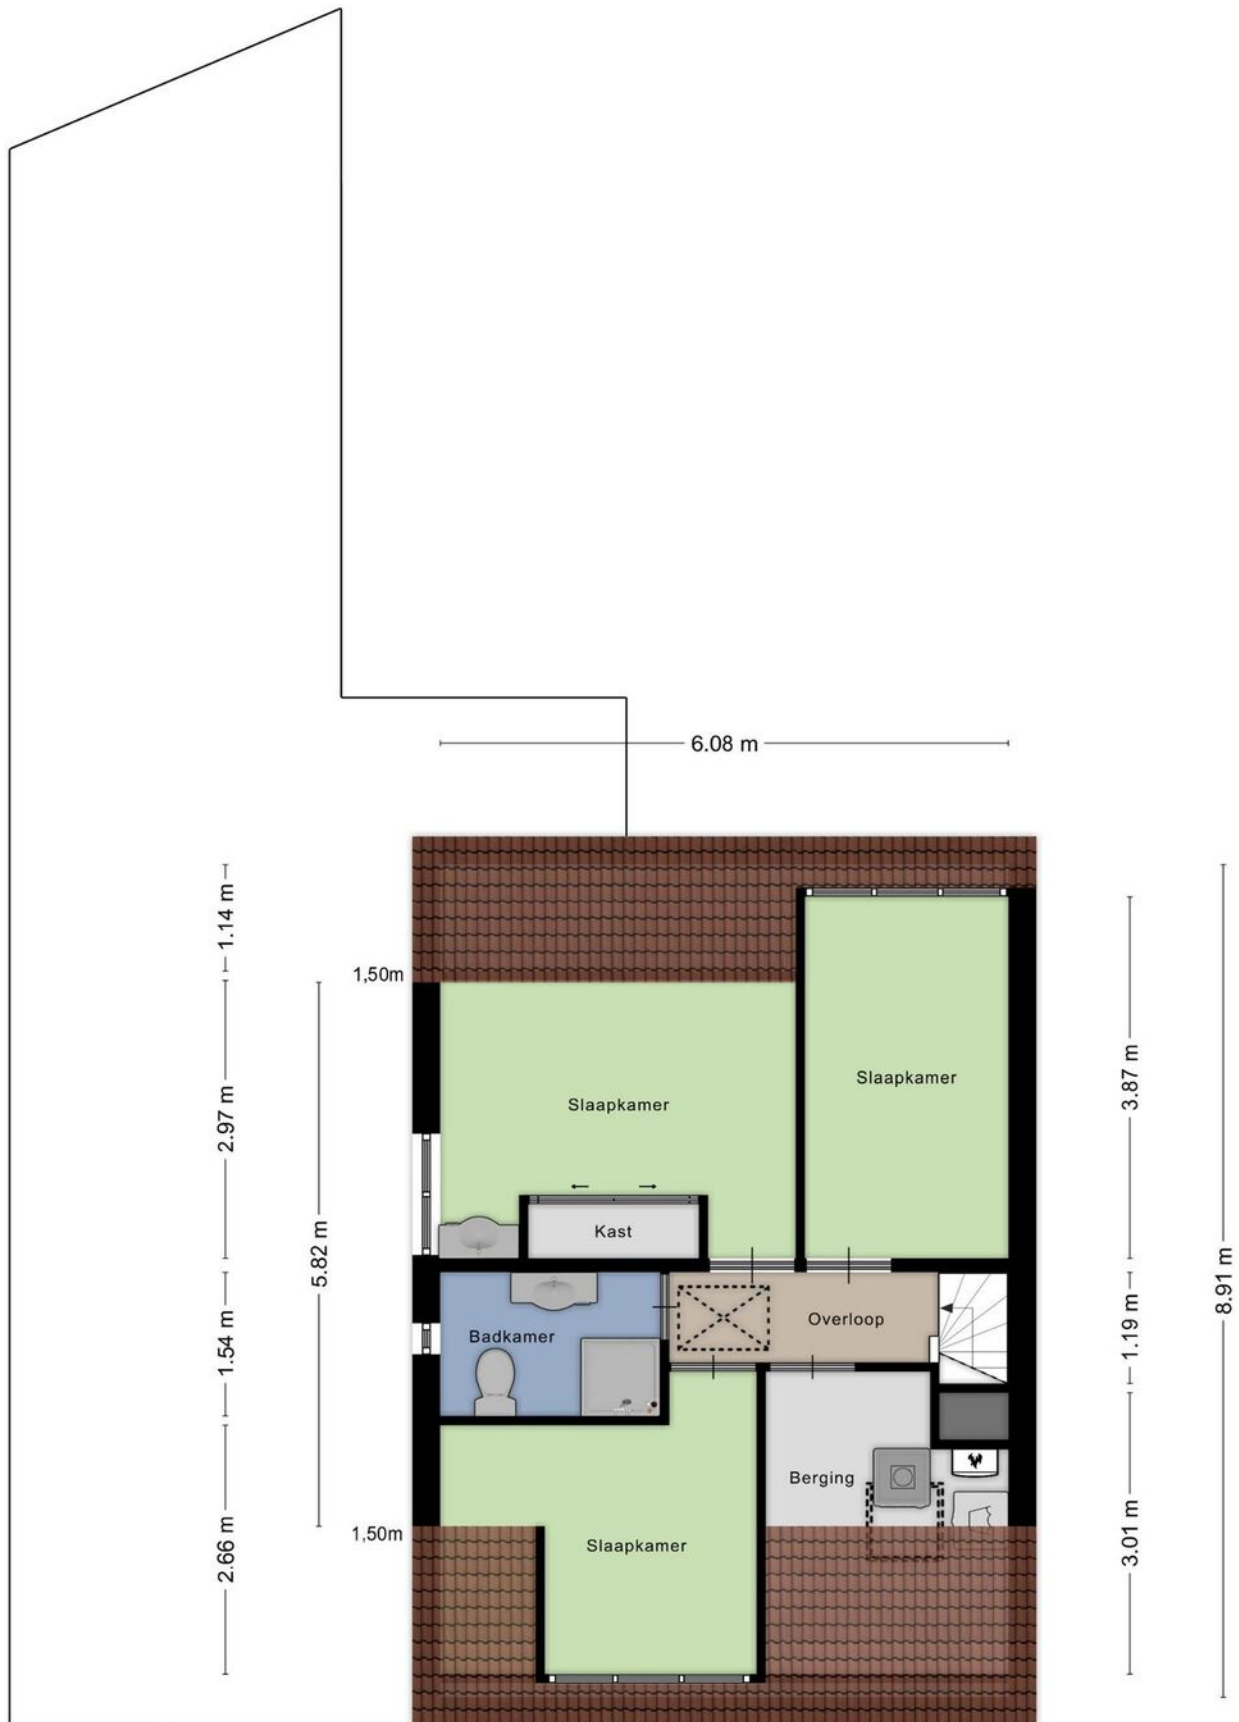 6.08 m
1.14 m
1,50m
2.97 m
3.87 m
Slaapkamer
Slaapkamer
Kast
5.82 m
8.91 m
1.54 m
Badkamer
Overloop
1.19 m
Berging
1,50m
Slaapkamer
2.66 m
3.01 m